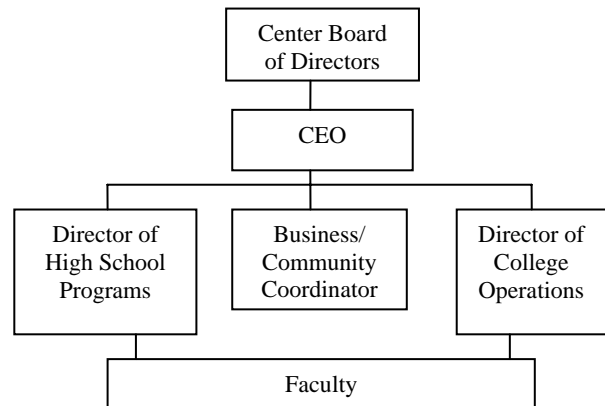 Center Board
of Directors
CEO
Director of
High School
Programs
Business/
Community
Coordinator
Director of
College
Operations
Faculty